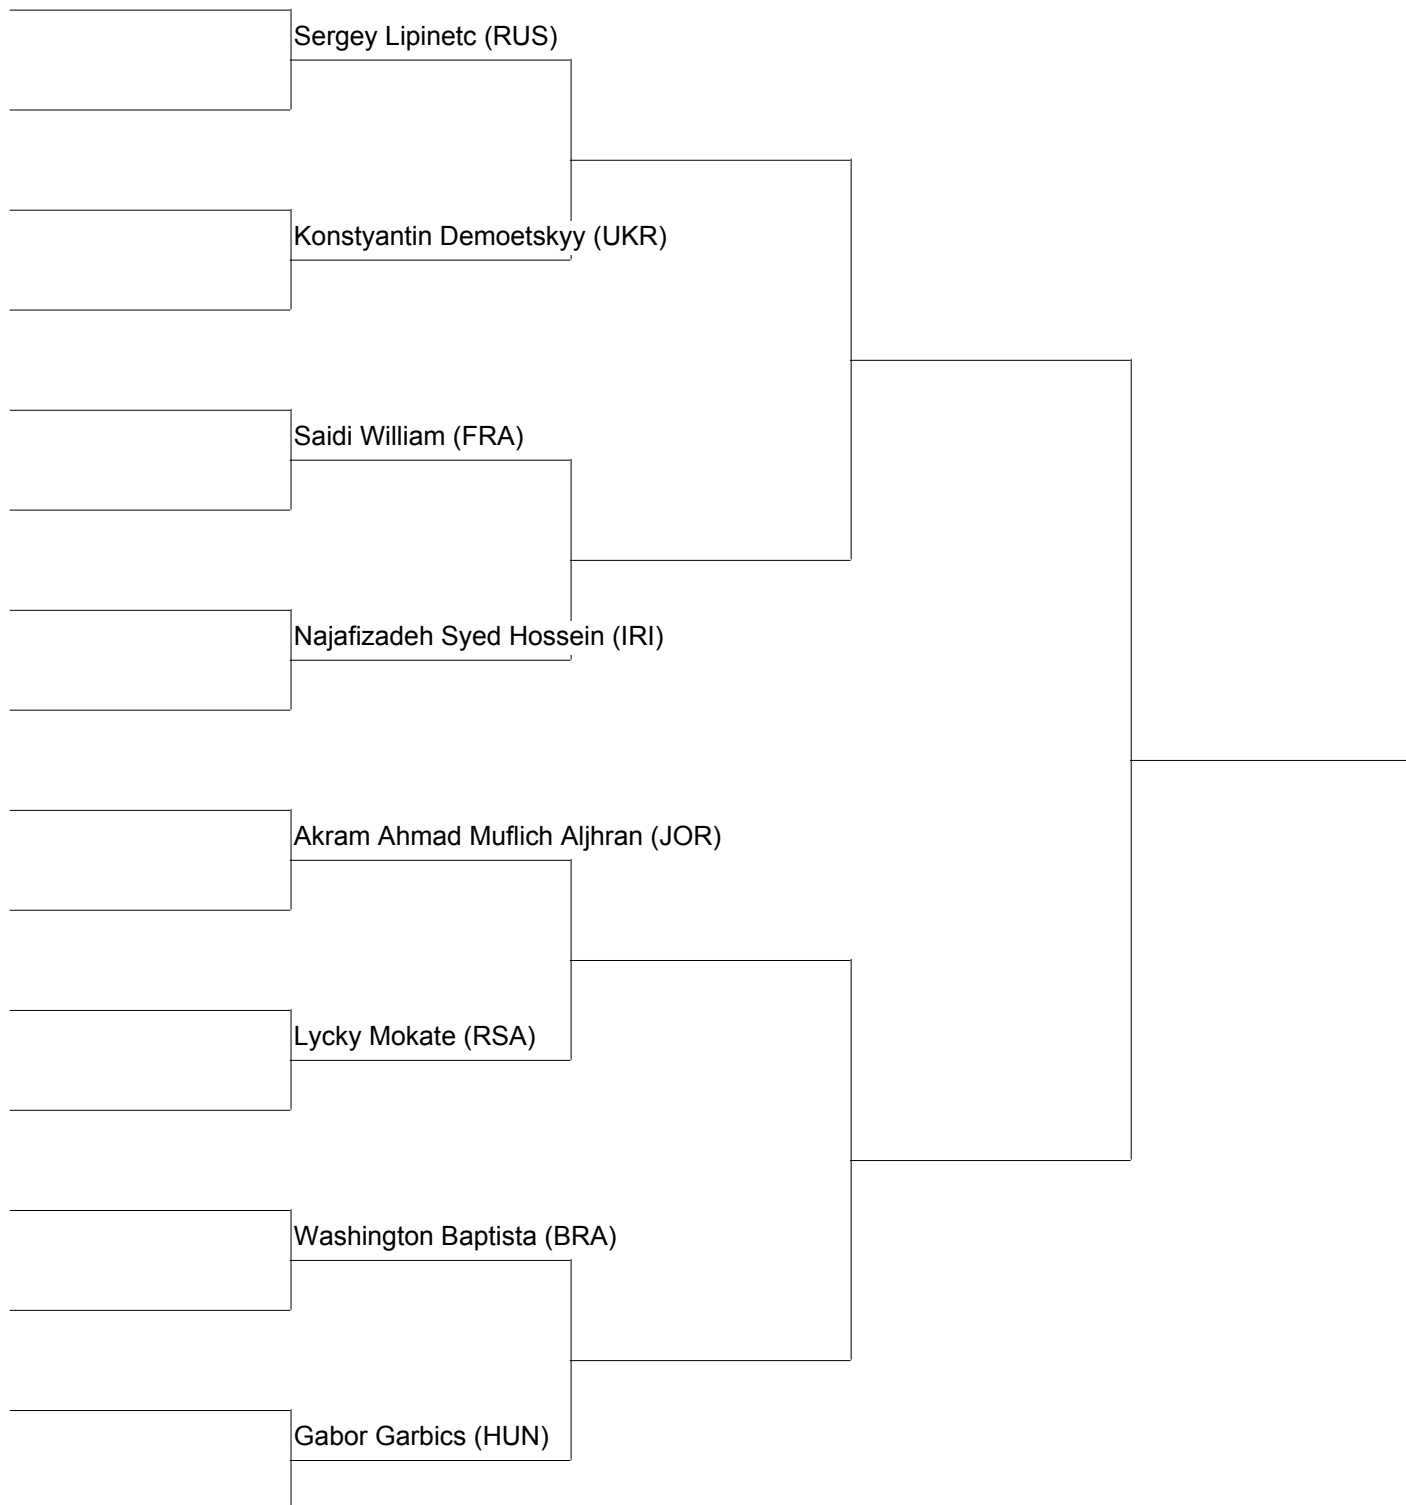 Sergey Lipinetc (RUS)
Konstyantin Demoetskyy (UKR)
Saidi William (FRA)
Najafizadeh Syed Hossein (IRI)
Akram Ahmad Muflich Aljhran (JOR)
Lycky Mokate (RSA)
Washington Baptista (BRA)
Gabor Garbics (HUN)